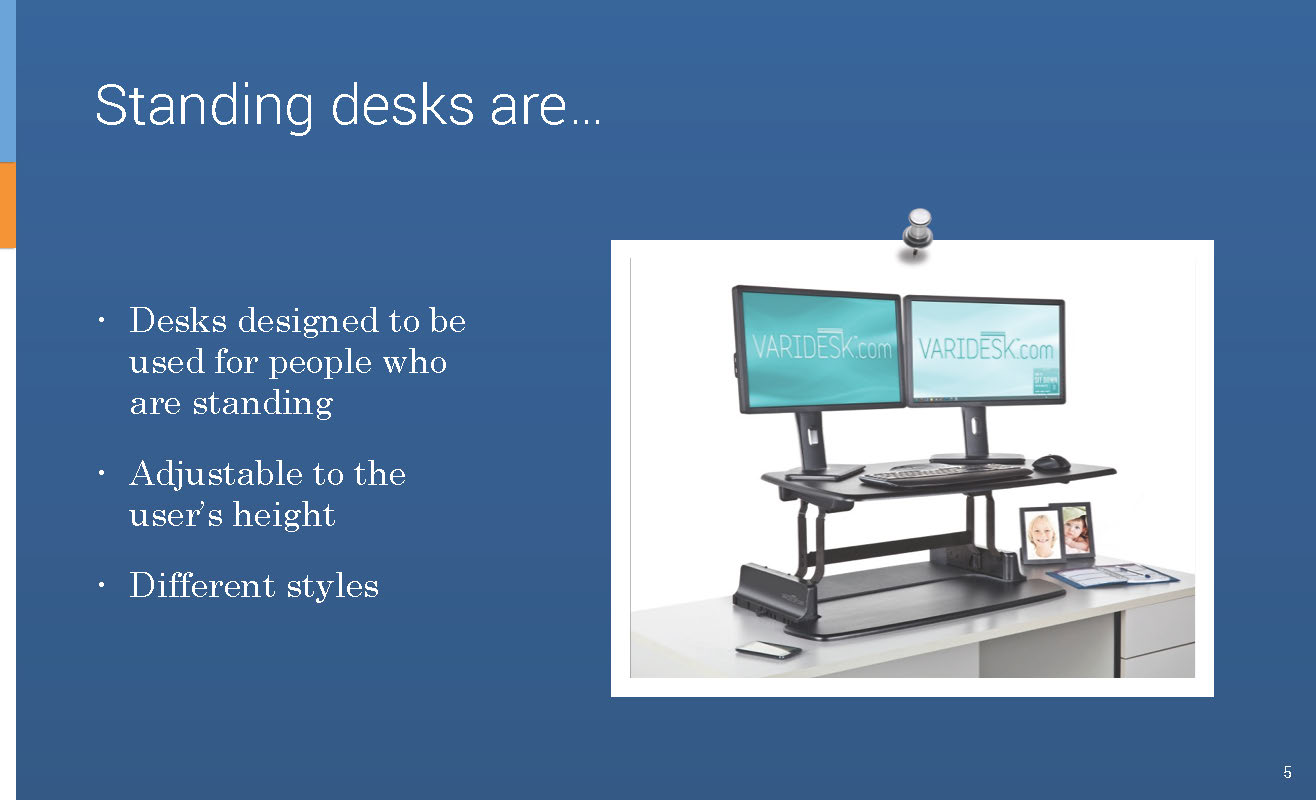 Standing desks are…
• Desks designed to be
used for people who
are standing
• Adjustable to the
user’s height
• Different styles
VARIDESK.com
VARIDESK.com
5